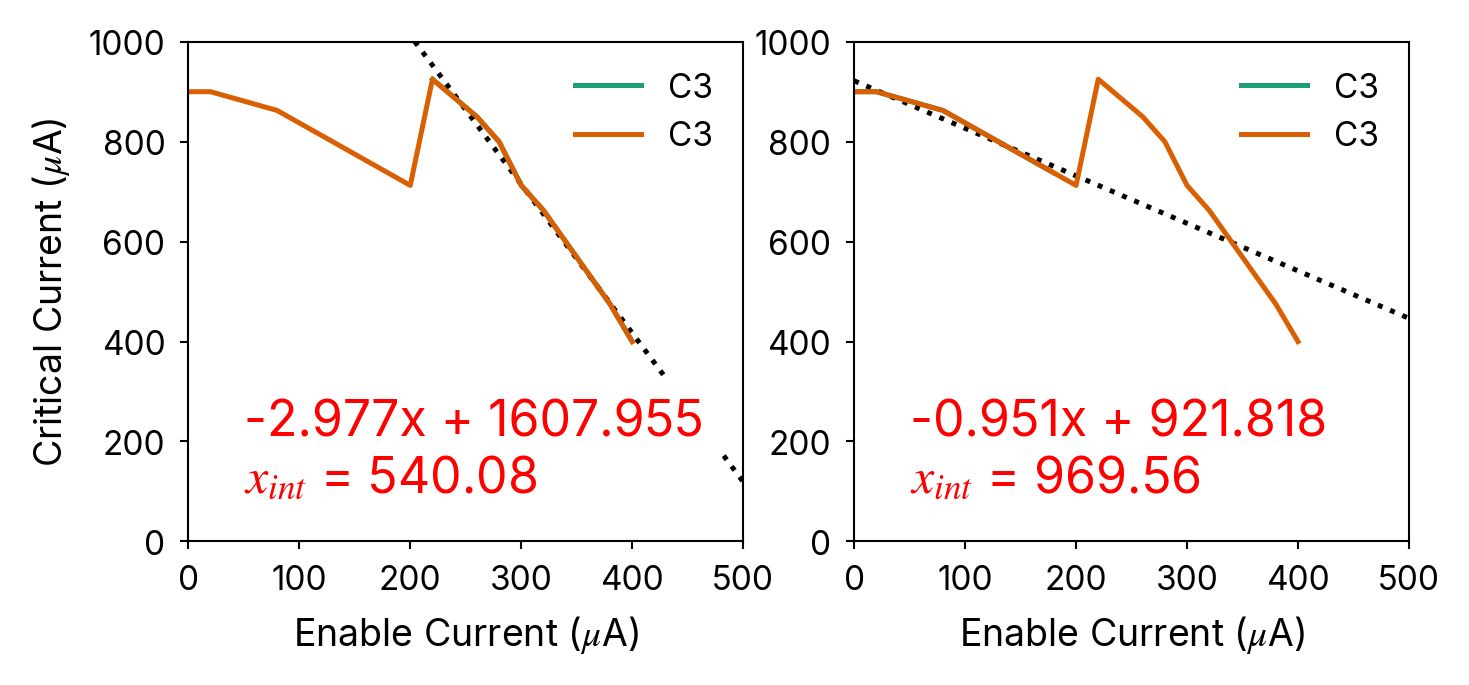 1000
800
600
400
200
0
Critical Current (μA)
0 100 200 300 400 500
Enable Current (μA)
C3
C3
-2.977x + 1607.955
x_int = 540.08
1000
800
600
400
200
0
0 100 200 300 400 500
Enable Current (μA)
C3
C3
-0.951x + 921.818
x_int = 969.56